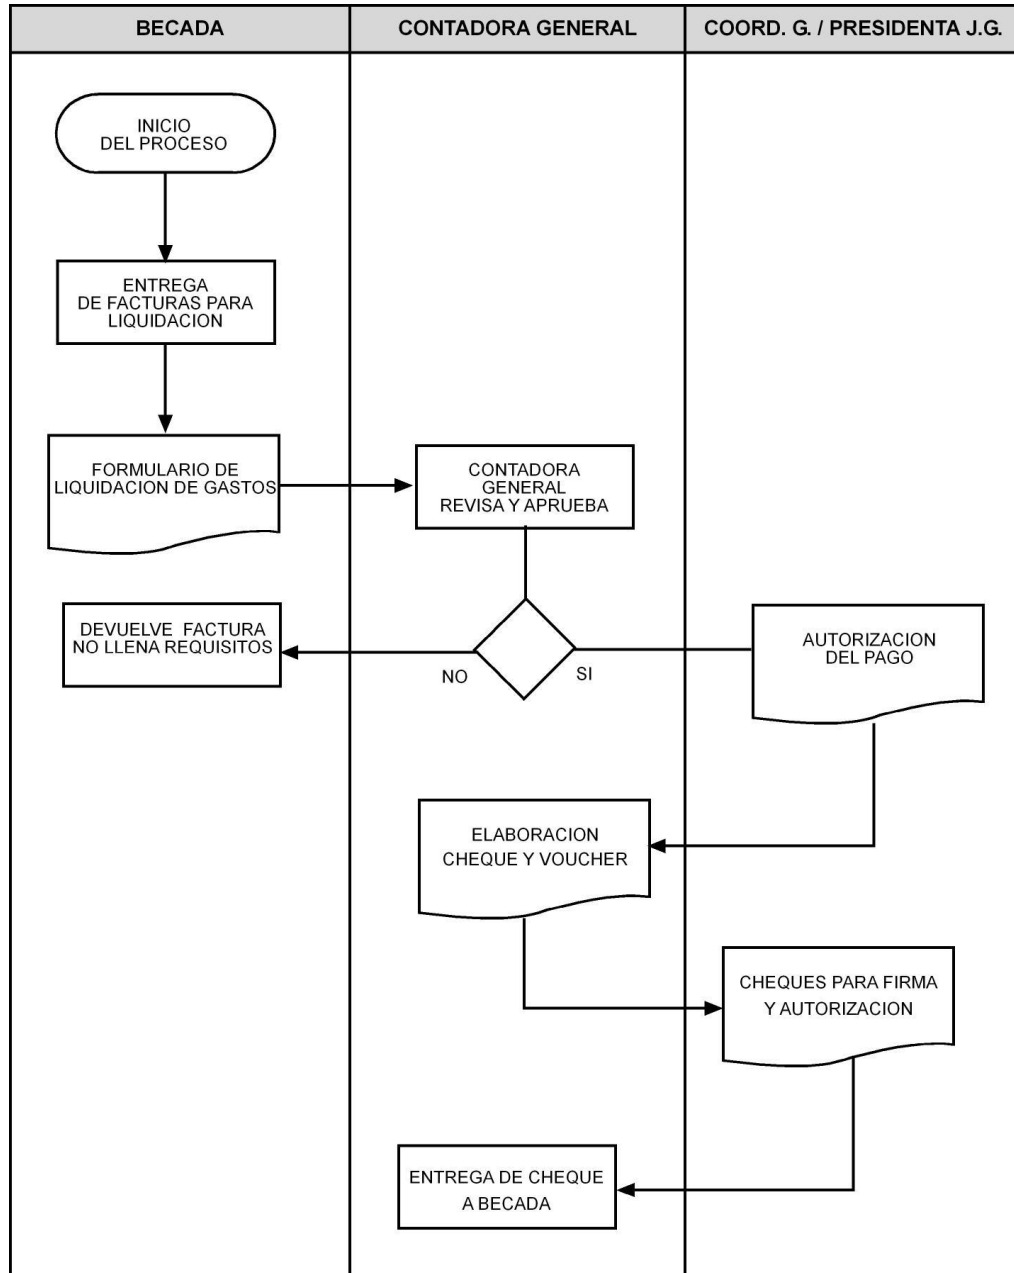 BECADA
CONTADORA GENERAL
COORD. G. / PRESIDENTA J.G.
INICIO
DEL PROCESO
ENTREGA
DE FACTURAS PARA
LIQUIDACION
FORMULARIO DE
LIQUIDACION DE GASTOS
CONTADORA
GENERAL
REVISA Y APRUEBA
DEVUELVE FACTURA
NO LLENA REQUISITOS
NO
SI
AUTORIZACION
DEL PAGO
ELABORACION
CHEQUE Y VOUCHER
CHEQUES PARA FIRMA
Y AUTORIZACION
ENTREGA DE CHEQUE
A BECADA